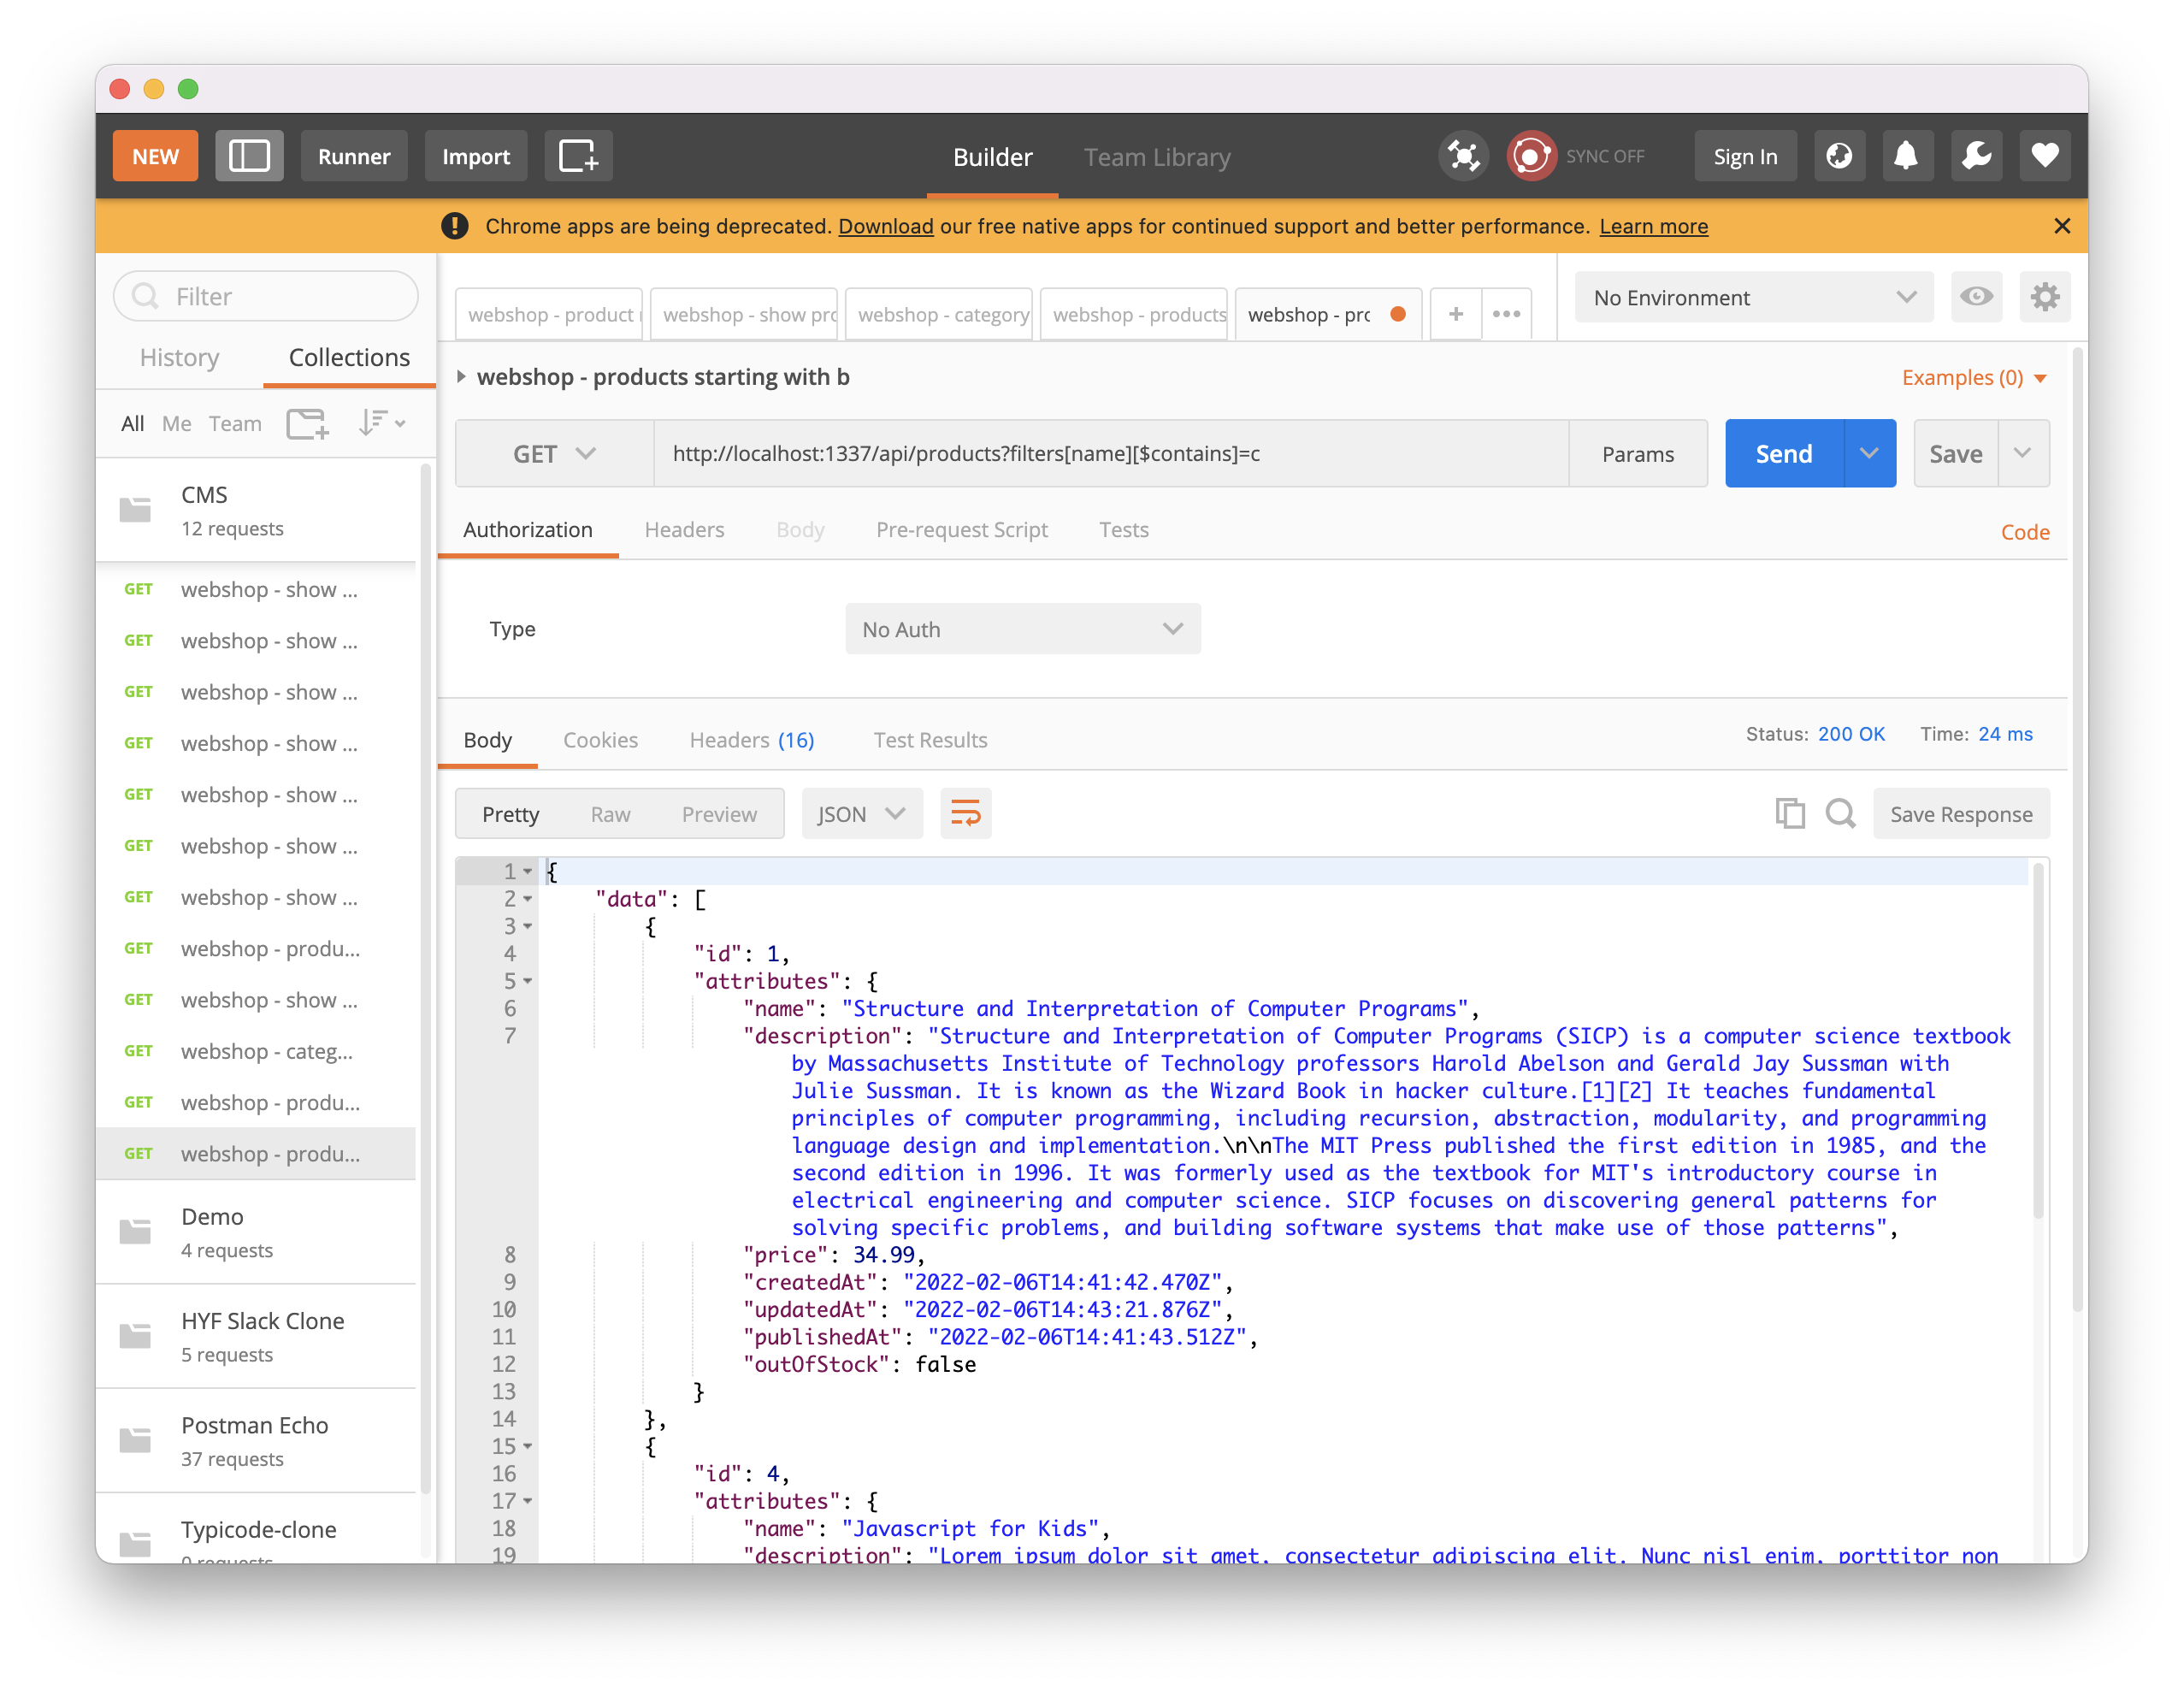 NEW
Runner
Import
Builder
Team Library
SYNC OFF
Sign In
Chrome apps are being deprecated. Download our free native apps for continued support and better performance. Learn more
Filter
History
Collections
All
Me
Team
CMS
12 requests
GET webshop - show ...
GET webshop - show ...
GET webshop - show ...
GET webshop - show ...
GET webshop - show ...
GET webshop - show ...
GET webshop - show ...
GET webshop - produ...
GET webshop - show ...
GET webshop - categ...
GET webshop - produ...
GET webshop - produ...
Demo
4 requests
HYF Slack Clone
5 requests
Postman Echo
37 requests
Typicode-clone
0 requests
webshop - product
webshop - show pro
webshop - category
webshop - products
webshop - prc
No Environment
webshop - products starting with b
Examples (0)
GET
http://localhost:1337/api/products?filters[name][$contains]=c
Params
Send
Save
Authorization
Headers
Body
Pre-request Script
Tests
Code
Type
No Auth
Body
Cookies
Headers (16)
Test Results
Status: 200 OK
Time: 24 ms
Pretty
Raw
Preview
JSON
Save Response
1 {
2 "data": [
3 {
4 "id": 1,
5 "attributes": {
6 "name": "Structure and Interpretation of Computer Programs",
7 "description": "Structure and Interpretation of Computer Programs (SICP) is a computer science textbook
by Massachusetts Institute of Technology professors Harold Abelson and Gerald Jay Sussman with
Julie Sussman. It is known as the Wizard Book in hacker culture.[1][2] It teaches fundamental
principles of computer programming, including recursion, abstraction, modularity, and programming
language design and implementation.\n\nThe MIT Press published the first edition in 1985, and the
second edition in 1996. It was formerly used as the textbook for MIT's introductory course in
electrical engineering and computer science. SICP focuses on discovering general patterns for
solving specific problems, and building software systems that make use of those patterns",
8 "price": 34.99,
9 "createdAt": "2022-02-06T14:41:42.470Z",
10 "updatedAt": "2022-02-06T14:43:21.876Z",
11 "publishedAt": "2022-02-06T14:41:43.512Z",
12 "outOfStock": false
13 }
14 },
15 {
16 "id": 4,
17 "attributes": {
18 "name": "Javascript for Kids",
19 "description": "Lorem ipsum dolor sit amet, consectetur adipiscing elit. Nunc nisl enim, porttitor non